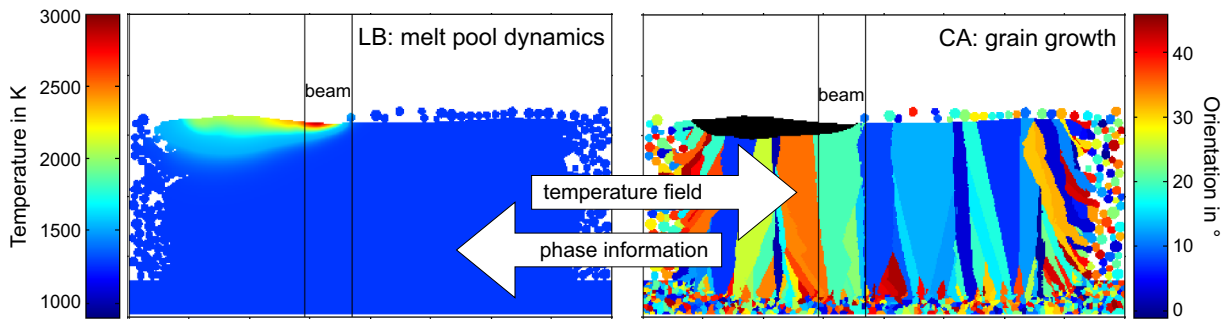 Temperature in K
3000
2500
2000
1500
1000
LB: melt pool dynamics
beam
temperature field
phase information
CA: grain growth
beam
40
30
20
10
0
Orientation in °